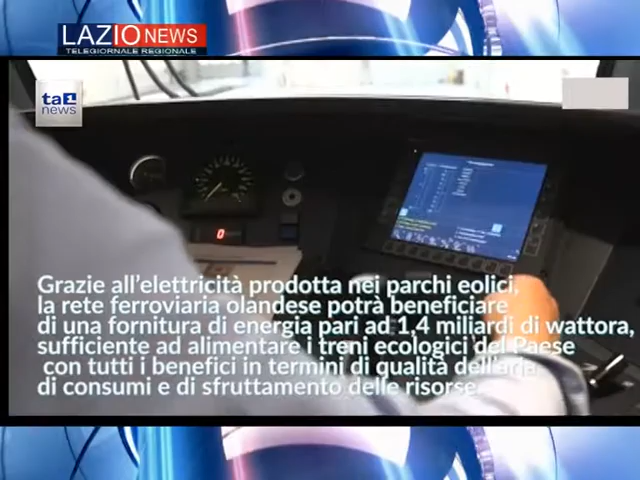 LAZIO NEWS
TELEGIORNALE REGIONALE
ta1
news
0
Grazie all'elettricità prodotta nei parchi eolici,
la rete ferroviaria olandese potrà beneficiare
di una fornitura di energia pari ad 1,4 miliardi di wattora,
sufficiente ad alimentare i treni ecologici del Paese
con tutti i benefici in termini di qualità dell'aria
di consumi e di sfruttamento delle risorse.